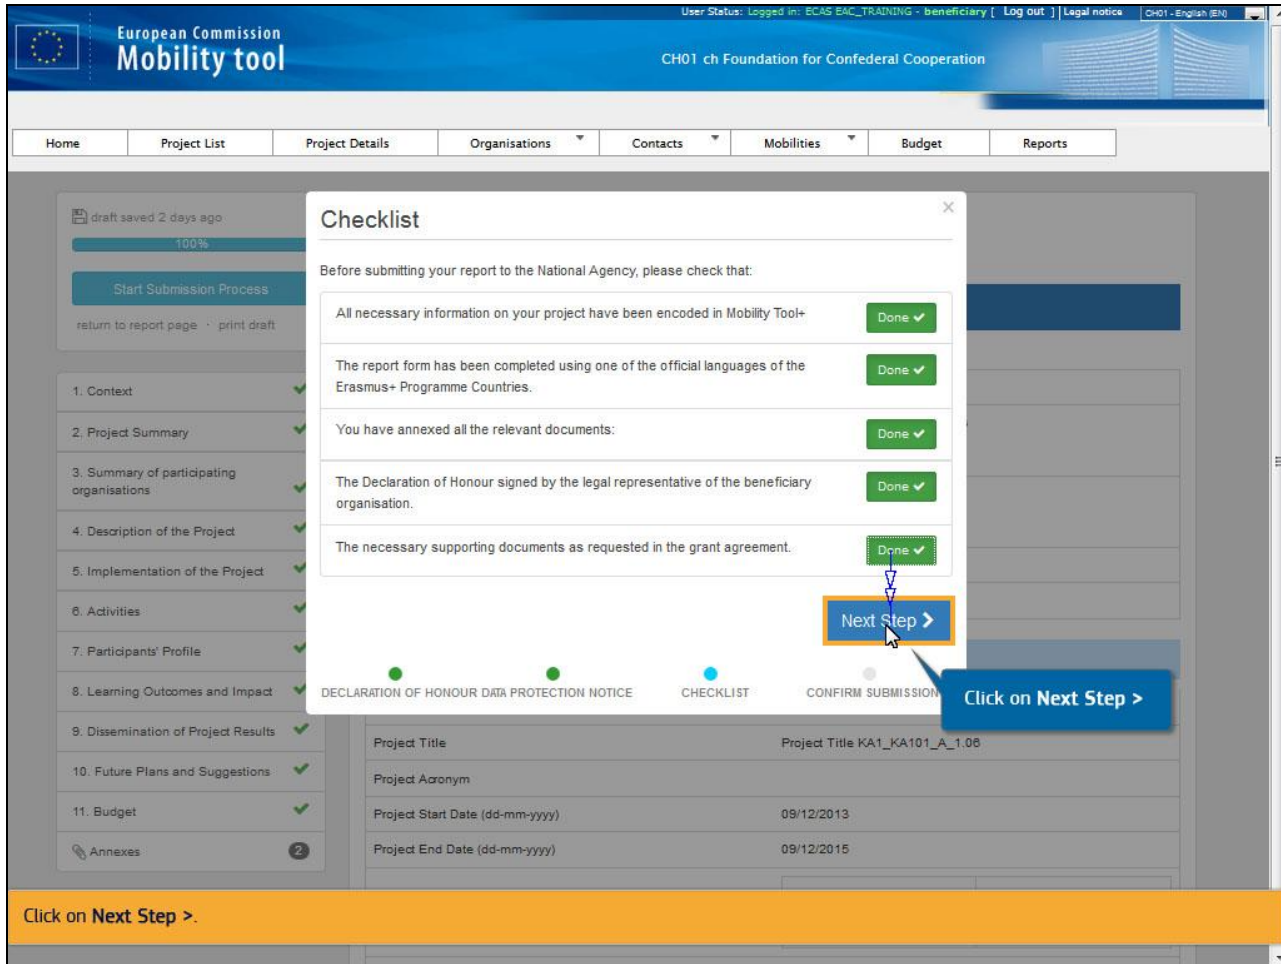 User Status: Logged in: ECAS EAC_TRAINING - beneficiary [ Log out ] | Legal notice CH01 - English (EN)
European Commission
Mobility tool
CH01 ch Foundation for Confederal Cooperation
Home Project List Project Details Organisations Contacts Mobilities Budget Reports
draft saved 2 days ago
100%
Start Submission Process
return to report page · print draft
1. Context
2. Project Summary
3. Summary of participating
organisations
4. Description of the Project
5. Implementation of the Project
6. Activities
7. Participants' Profile
8. Learning Outcomes and Impact
9. Dissemination of Project Results
10. Future Plans and Suggestions
11. Budget
Annexes 2
Checklist ×
Before submitting your report to the National Agency, please check that:
All necessary information on your project have been encoded in Mobility Tool+ Done ✔
The report form has been completed using one of the official languages of the
Erasmus+ Programme Countries. Done ✔
You have annexed all the relevant documents: Done ✔
The Declaration of Honour signed by the legal representative of the beneficiary
organisation. Done ✔
The necessary supporting documents as requested in the grant agreement. Done ✔
Next Step >
DECLARATION OF HONOUR DATA PROTECTION NOTICE CHECKLIST CONFIRM SUBMISSION
Click on Next Step >
Project Title Project Title KA1_KA101_A_1.06
Project Acronym
Project Start Date (dd-mm-yyyy) 09/12/2013
Project End Date (dd-mm-yyyy) 09/12/2015
Click on Next Step >.